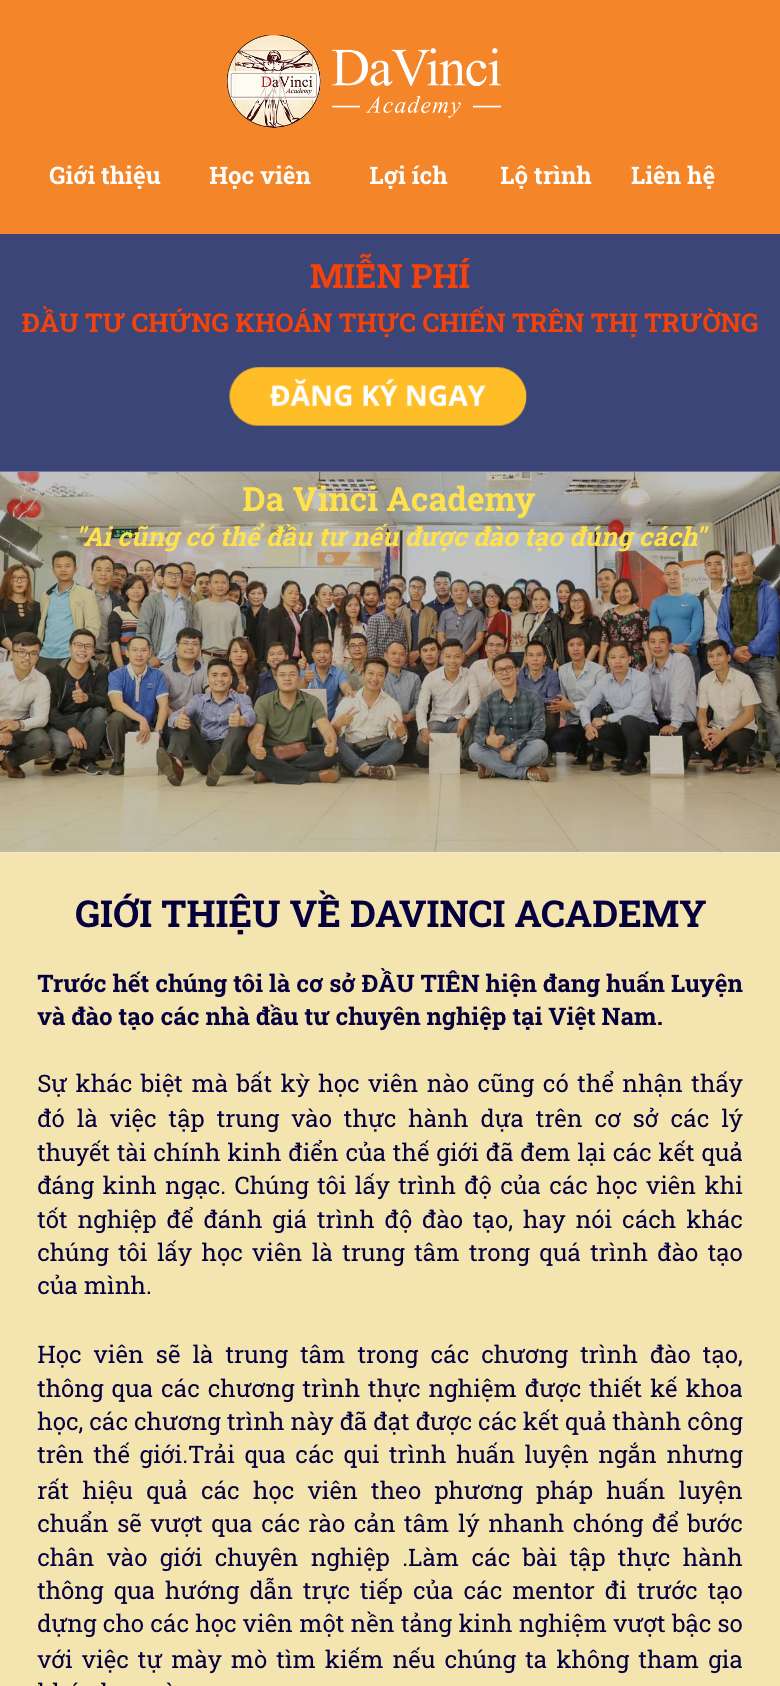 DaVinci
Academy
DaVinci
Academy
Giới thiệu Học viên Lợi ích Lộ trình Liên hệ
MIỄN PHÍ
ĐẦU TƯ CHỨNG KHOÁN THỰC CHIẾN TRÊN THỊ TRƯỜNG
ĐĂNG KÝ NGAY
Da Vinci Academy
"Ai cũng có thể đầu tư nếu được đào tạo đúng cách"
GIỚI THIỆU VỀ DAVINCI ACADEMY
Trước hết chúng tôi là cơ sở ĐẦU TIÊN hiện đang huấn Luyện
và đào tạo các nhà đầu tư chuyên nghiệp tại Việt Nam.
Sự khác biệt mà bất kỳ học viên nào cũng có thể nhận thấy
đó là việc tập trung vào thực hành dựa trên cơ sở các lý
thuyết tài chính kinh điển của thế giới đã đem lại các kết quả
đáng kinh ngạc. Chúng tôi lấy trình độ của các học viên khi
tốt nghiệp để đánh giá trình độ đào tạo, hay nói cách khác
chúng tôi lấy học viên là trung tâm trong quá trình đào tạo
của mình.
Học viên sẽ là trung tâm trong các chương trình đào tạo,
thông qua các chương trình thực nghiệm được thiết kế khoa
học, các chương trình này đã đạt được các kết quả thành công
trên thế giới.Trải qua các qui trình huấn luyện ngắn nhưng
rất hiệu quả các học viên theo phương pháp huấn luyện
chuẩn sẽ vượt qua các rào cản tâm lý nhanh chóng để bước
chân vào giới chuyên nghiệp .Làm các bài tập thực hành
thông qua hướng dẫn trực tiếp của các mentor đi trước tạo
dựng cho các học viên một nền tảng kinh nghiệm vượt bậc so
với việc tự mày mò tìm kiếm nếu chúng ta không tham gia